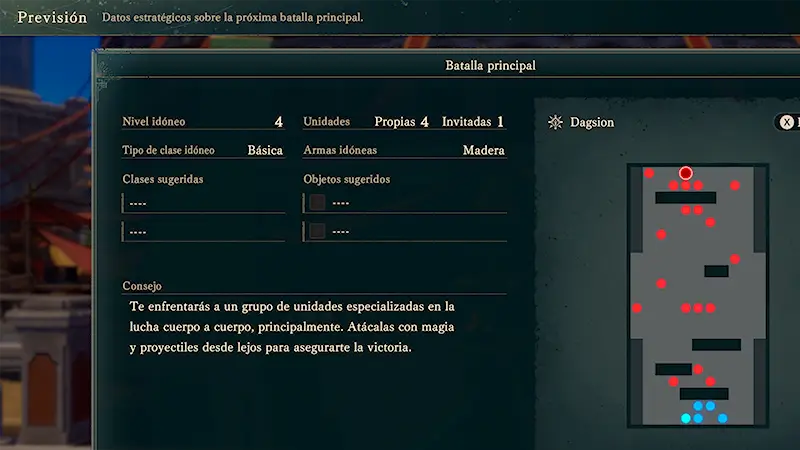 Previsión Datos estratégicos sobre la próxima batalla principal.
Batalla principal
Nivel idóneo 4 Unidades Propias 4 Invitadas 1
Tipo de clase idóneo Básica Armas idóneas Madera
Clases sugeridas Objetos sugeridos
---- ----
---- ----
Consejo
Te enfrentarás a un grupo de unidades especializadas en la
lucha cuerpo a cuerpo, principalmente. Atácalas con magia
y proyectiles desde lejos para asegurarte la victoria.
Dagsion
X